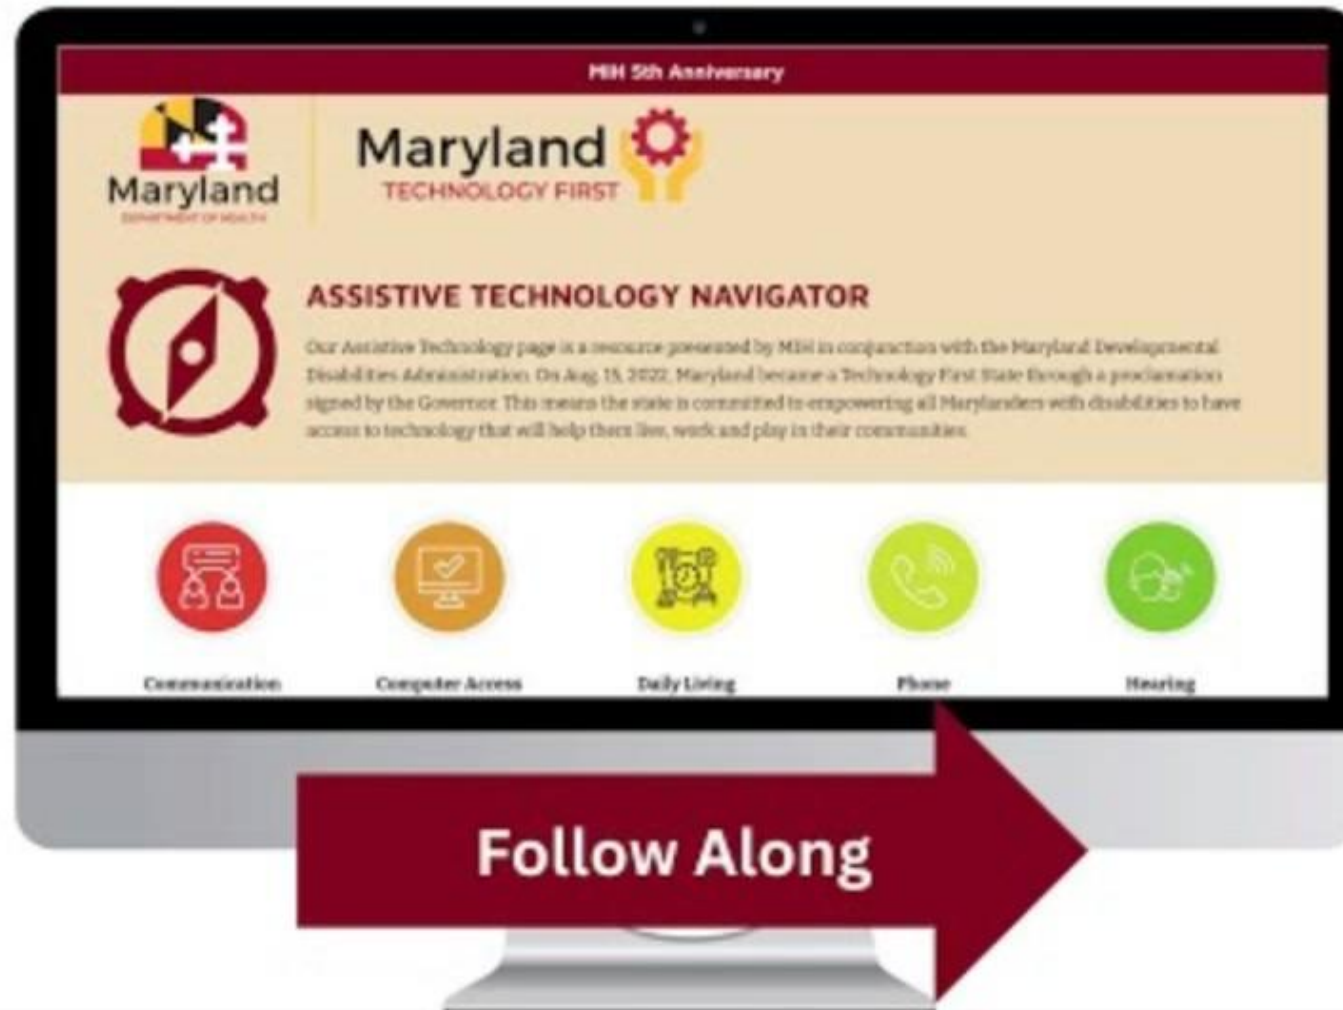 MIH 5th Anniversary
Maryland
DEPARTMENT OF HEALTH
Maryland
TECHNOLOGY FIRST
ASSISTIVE TECHNOLOGY NAVIGATOR
Our Assistive Technology page is a resource presented by MIH in conjunction with the Maryland Developmental
Disabilities Administration. On Aug. 15, 2022, Maryland became a Technology First State through a proclamation
signed by the Governor. This means the state is committed to empowering all Marylanders with disabilities to have
access to technology that will help them live, work and play in their communities.
Communication
Computer Access
Daily Living
Phone
Hearing
Follow Along